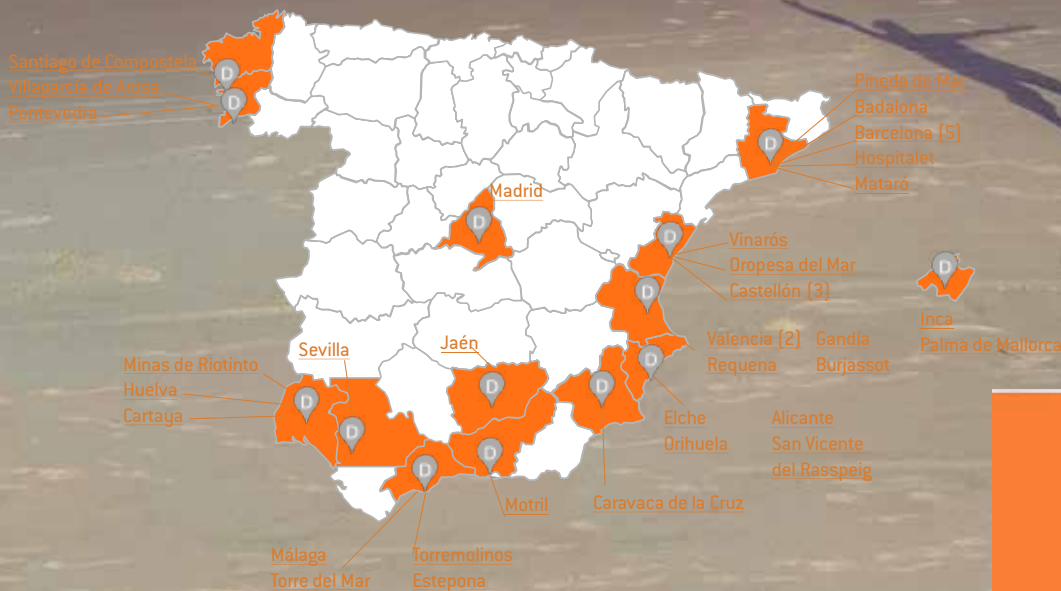 Santiago de Compostela
Villagarcía de Arosa
Pontevedra
Pineda de Mar
Badalona
Barcelona (5)
Hospitalet
Mataró
Madrid
Vinarós
Oropesa del Mar
Castellón (3)
Inca
Palma de Mallorca
Valencia (2) Gandía
Requena Burjassot
Sevilla
Jaén
Minas de Riotinto
Huelva
Cartaya
Elche Alicante
Orihuela San Vicente
del Rasspeig
Motril
Caravaca de la Cruz
Málaga Torremolinos
Torre del Mar Estepona
D
D
D
D
D
D
D
D
D
D
D
D
D
D